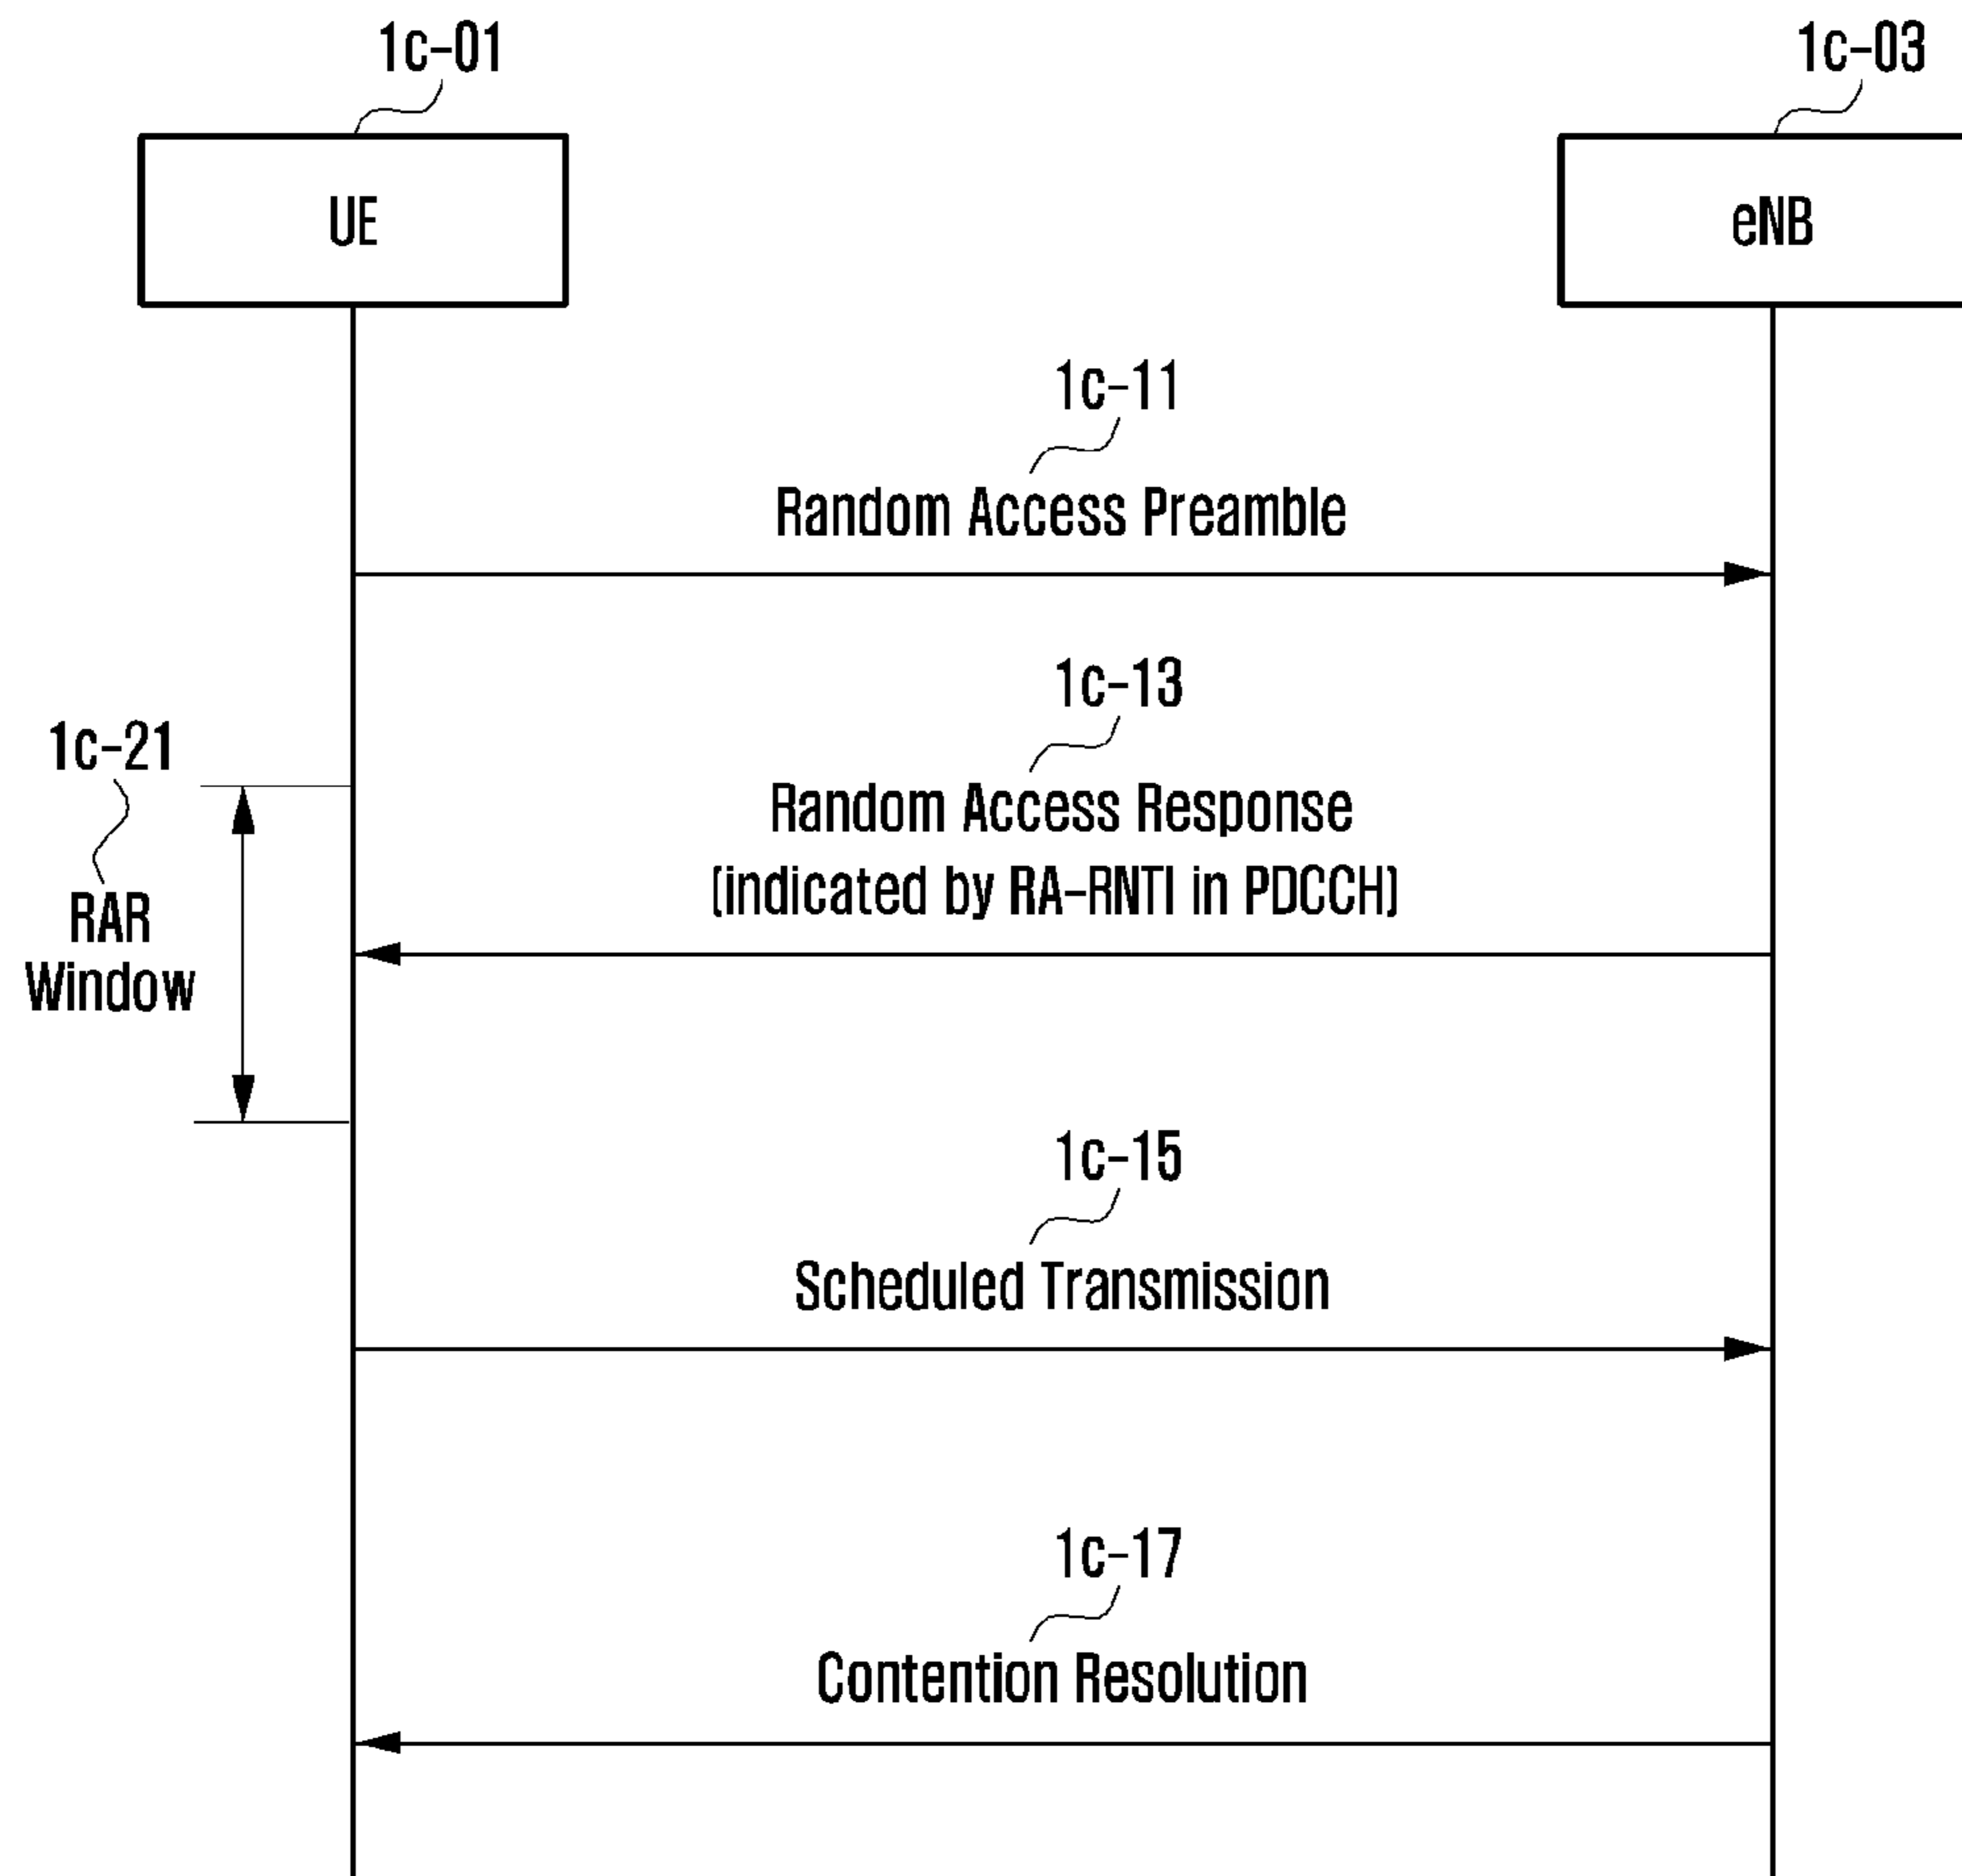 1c-01
1c-03
UE
eNB
1c-11
Random Access Preamble
1c-13
Random Access Response
(indicated by RA-RNTI in PDCCH)
1c-21
RAR
Window
1c-15
Scheduled Transmission
1c-17
Contention Resolution